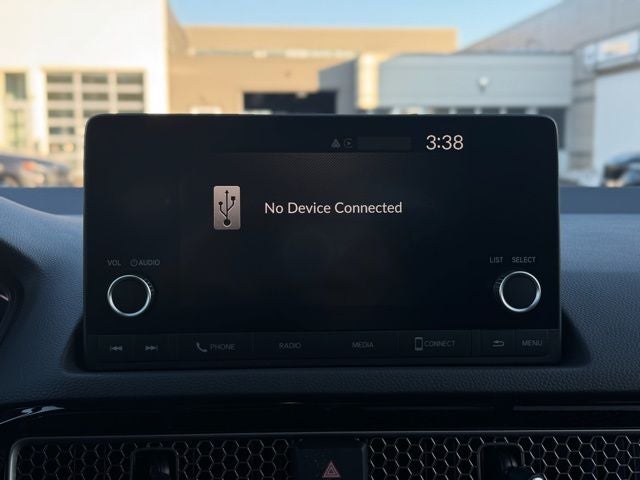 3:38
No Device Connected
VOL AUDIO
LIST SELECT
PHONE RADIO MEDIA CONNECT MENU